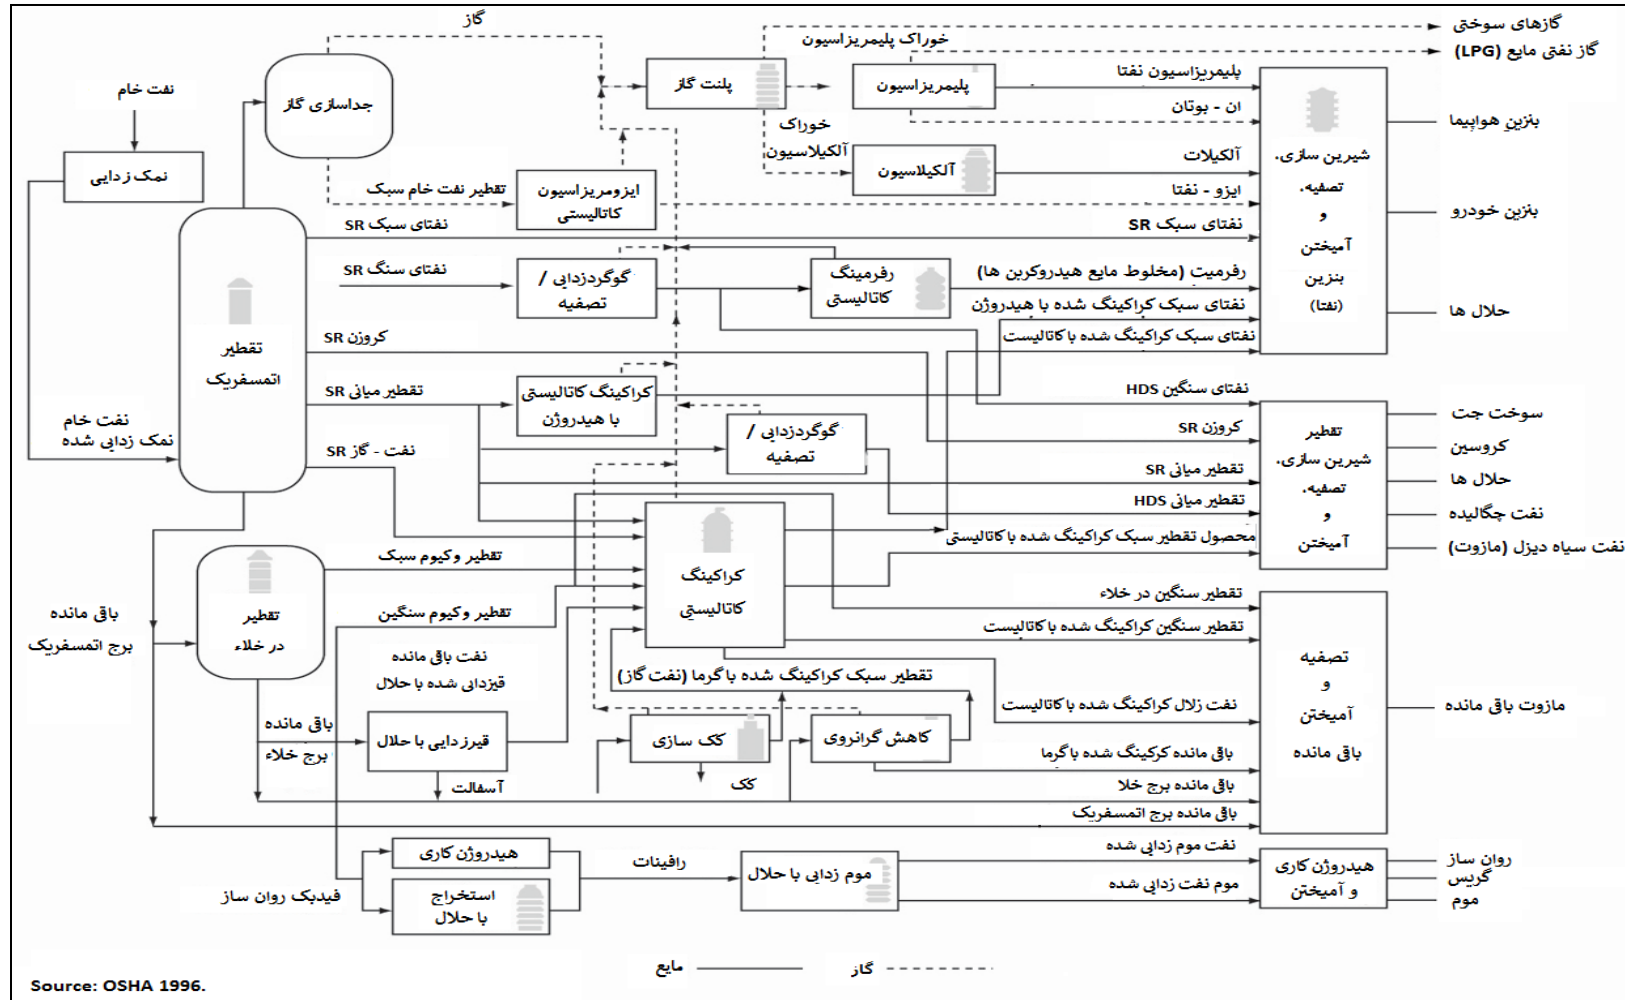 گاز
گازهای سوختی
خوراک پلیمریزاسیون
گاز نفتی مایع (LPG)
نفت خام
جداسازی گاز
پلنت گاز
پلیمریزاسیون
پلیمریزاسیون نفتا
ان - بوتان
بنزین هواپیما
خوراک
آلکیلاسیون
آلکیلاسیون
آلکیلات
ایزو - نفتا
شیرین سازی.
تصفیه.
و
آمیختن
بنزین
(نفتا)
نمک زدایی
تقطیر نفت خام سبک
ایزومریزاسیون
کاتالیستی
بنزین خودرو
نفتای سبک SR
نفتای سبک SR
نفتای سنگ SR
گوگردزدایی /
تصفیه
رفرمینگ
کاتالیستی
رفرمیت (مخلوط مایع هیدروکربن ها)
نفتای سبک کراکینگ شده با هیدروژن
حلال ها
نفتای سبک کراکینگ شده با کاتالیست
تقطیر
اتمسفریک
کروزن SR
تقطیر میانی SR
کراکینگ کاتالیستی
با هیدروژن
نفتای سنگین HDS
سوخت جت
نفت خام
نمک زدایی شده
نفت - گاز SR
گوگردزدایی /
تصفیه
کروزن SR
تقطیر میانی SR
تقطیر میانی HDS
محصول تقطیر سبک کراکینگ شده با کاتالیستی
تقطیر
شیرین سازی.
تصفیه.
و
آمیختن
کروسین
حلال ها
نفت چگالیده
نفت سیاه دیزل (مازوت)
تقطیر وکیوم سبک
کراکینگ
کاتالیستی
باقی مانده
برج اتمسفریک
تقطیر
در خلاء
تقطیر وکیوم سنگین
تقطیر سنگین در خلاء
تقطیر سنگین کراکینگ شده با کاتالیست
تصفیه
و
آمیختن
باقی مانده
نفت باقی مانده
قیزدایی شده با حلال
تقطیر سبک کراکینگ شده با گرما (نفت گاز)
نفت زلال کراکینگ شده با کاتالیست
مازوت باقی مانده
باقی مانده
برج خلاء
قیرزدایی با حلال
کک سازی
کاهش گرانروی
باقی مانده کرکینگ شده با گرما
آسفالت
کک
باقی مانده برج خلا
باقی مانده برج اتمسفریک
هیدروژن کاری
رافینات
موم زدایی با حلال
نفت موم زدایی شده
موم نفت زدایی شده
هیدروژن کاری
و آمیختن
روان ساز
گریس
موم
فیدبک روان ساز
استخراج
با حلال
مایع
گاز
Source: OSHA 1996.